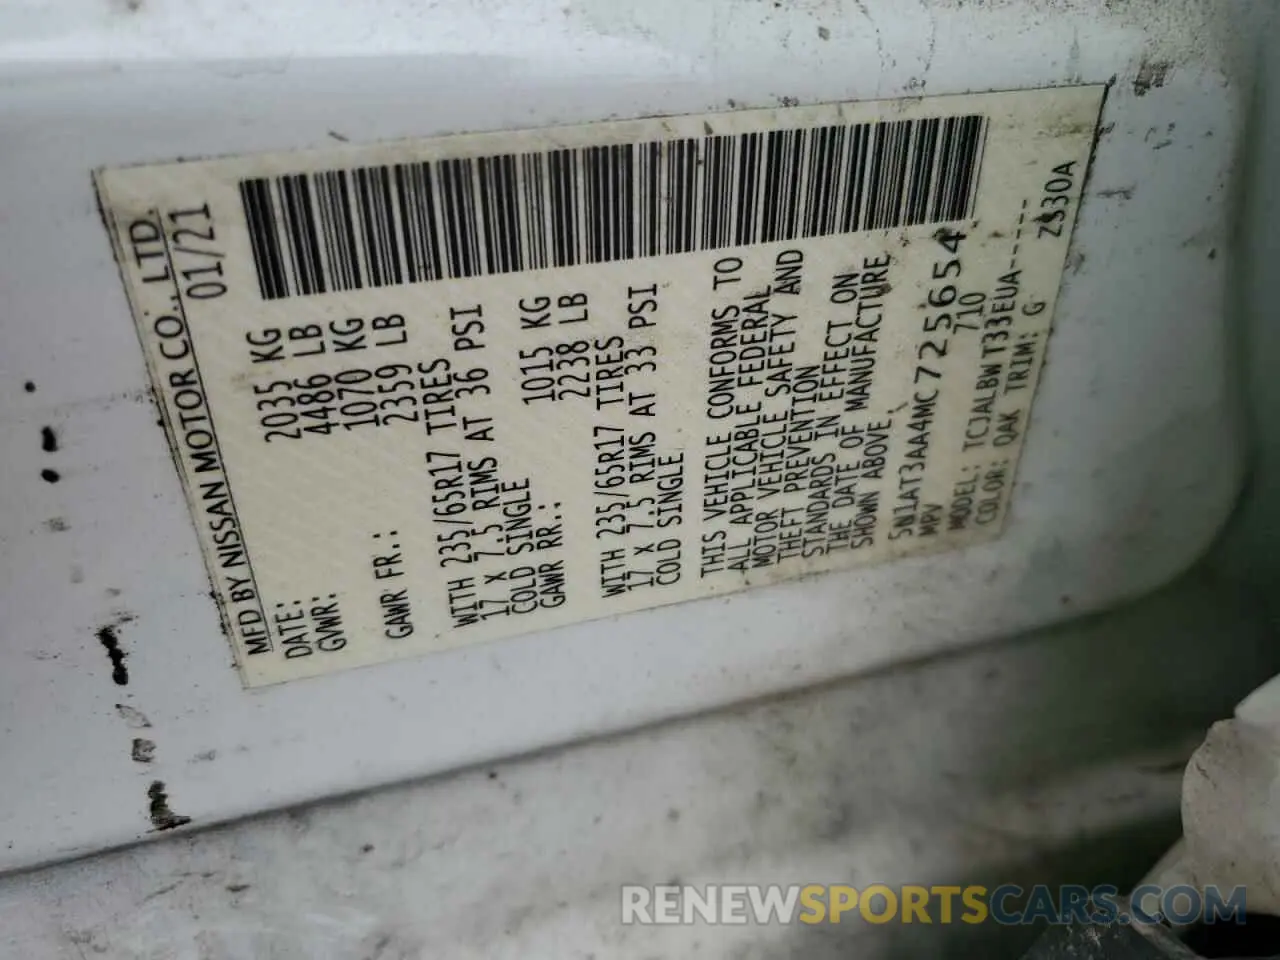 MFD BY NISSAN MOTOR CO., LTD.
DATE: 01/21
GVWR: 2035 KG
4486 LB
GAWR FR.: 1070 KG
2359 LB
WITH 235/65R17 TIRES
17 X 7.5 RIMS AT 36 PSI
COLD SINGLE
GAWR RR.: 1015 KG
2238 LB
WITH 235/65R17 TIRES
17 X 7.5 RIMS AT 33 PSI
COLD SINGLE
THIS VEHICLE CONFORMS TO
ALL APPLICABLE FEDERAL
MOTOR VEHICLE SAFETY AND
THEFT PREVENTION
STANDARDS IN EFFECT ON
THE DATE OF MANUFACTURE
SHOWN ABOVE.
5N1AT3AA4MC725654
MPV 710
MODEL: TCJALBWT33EUA-----
COLOR: QAK TRIM: G ZS30A
RENEWSPORTSCARS.COM